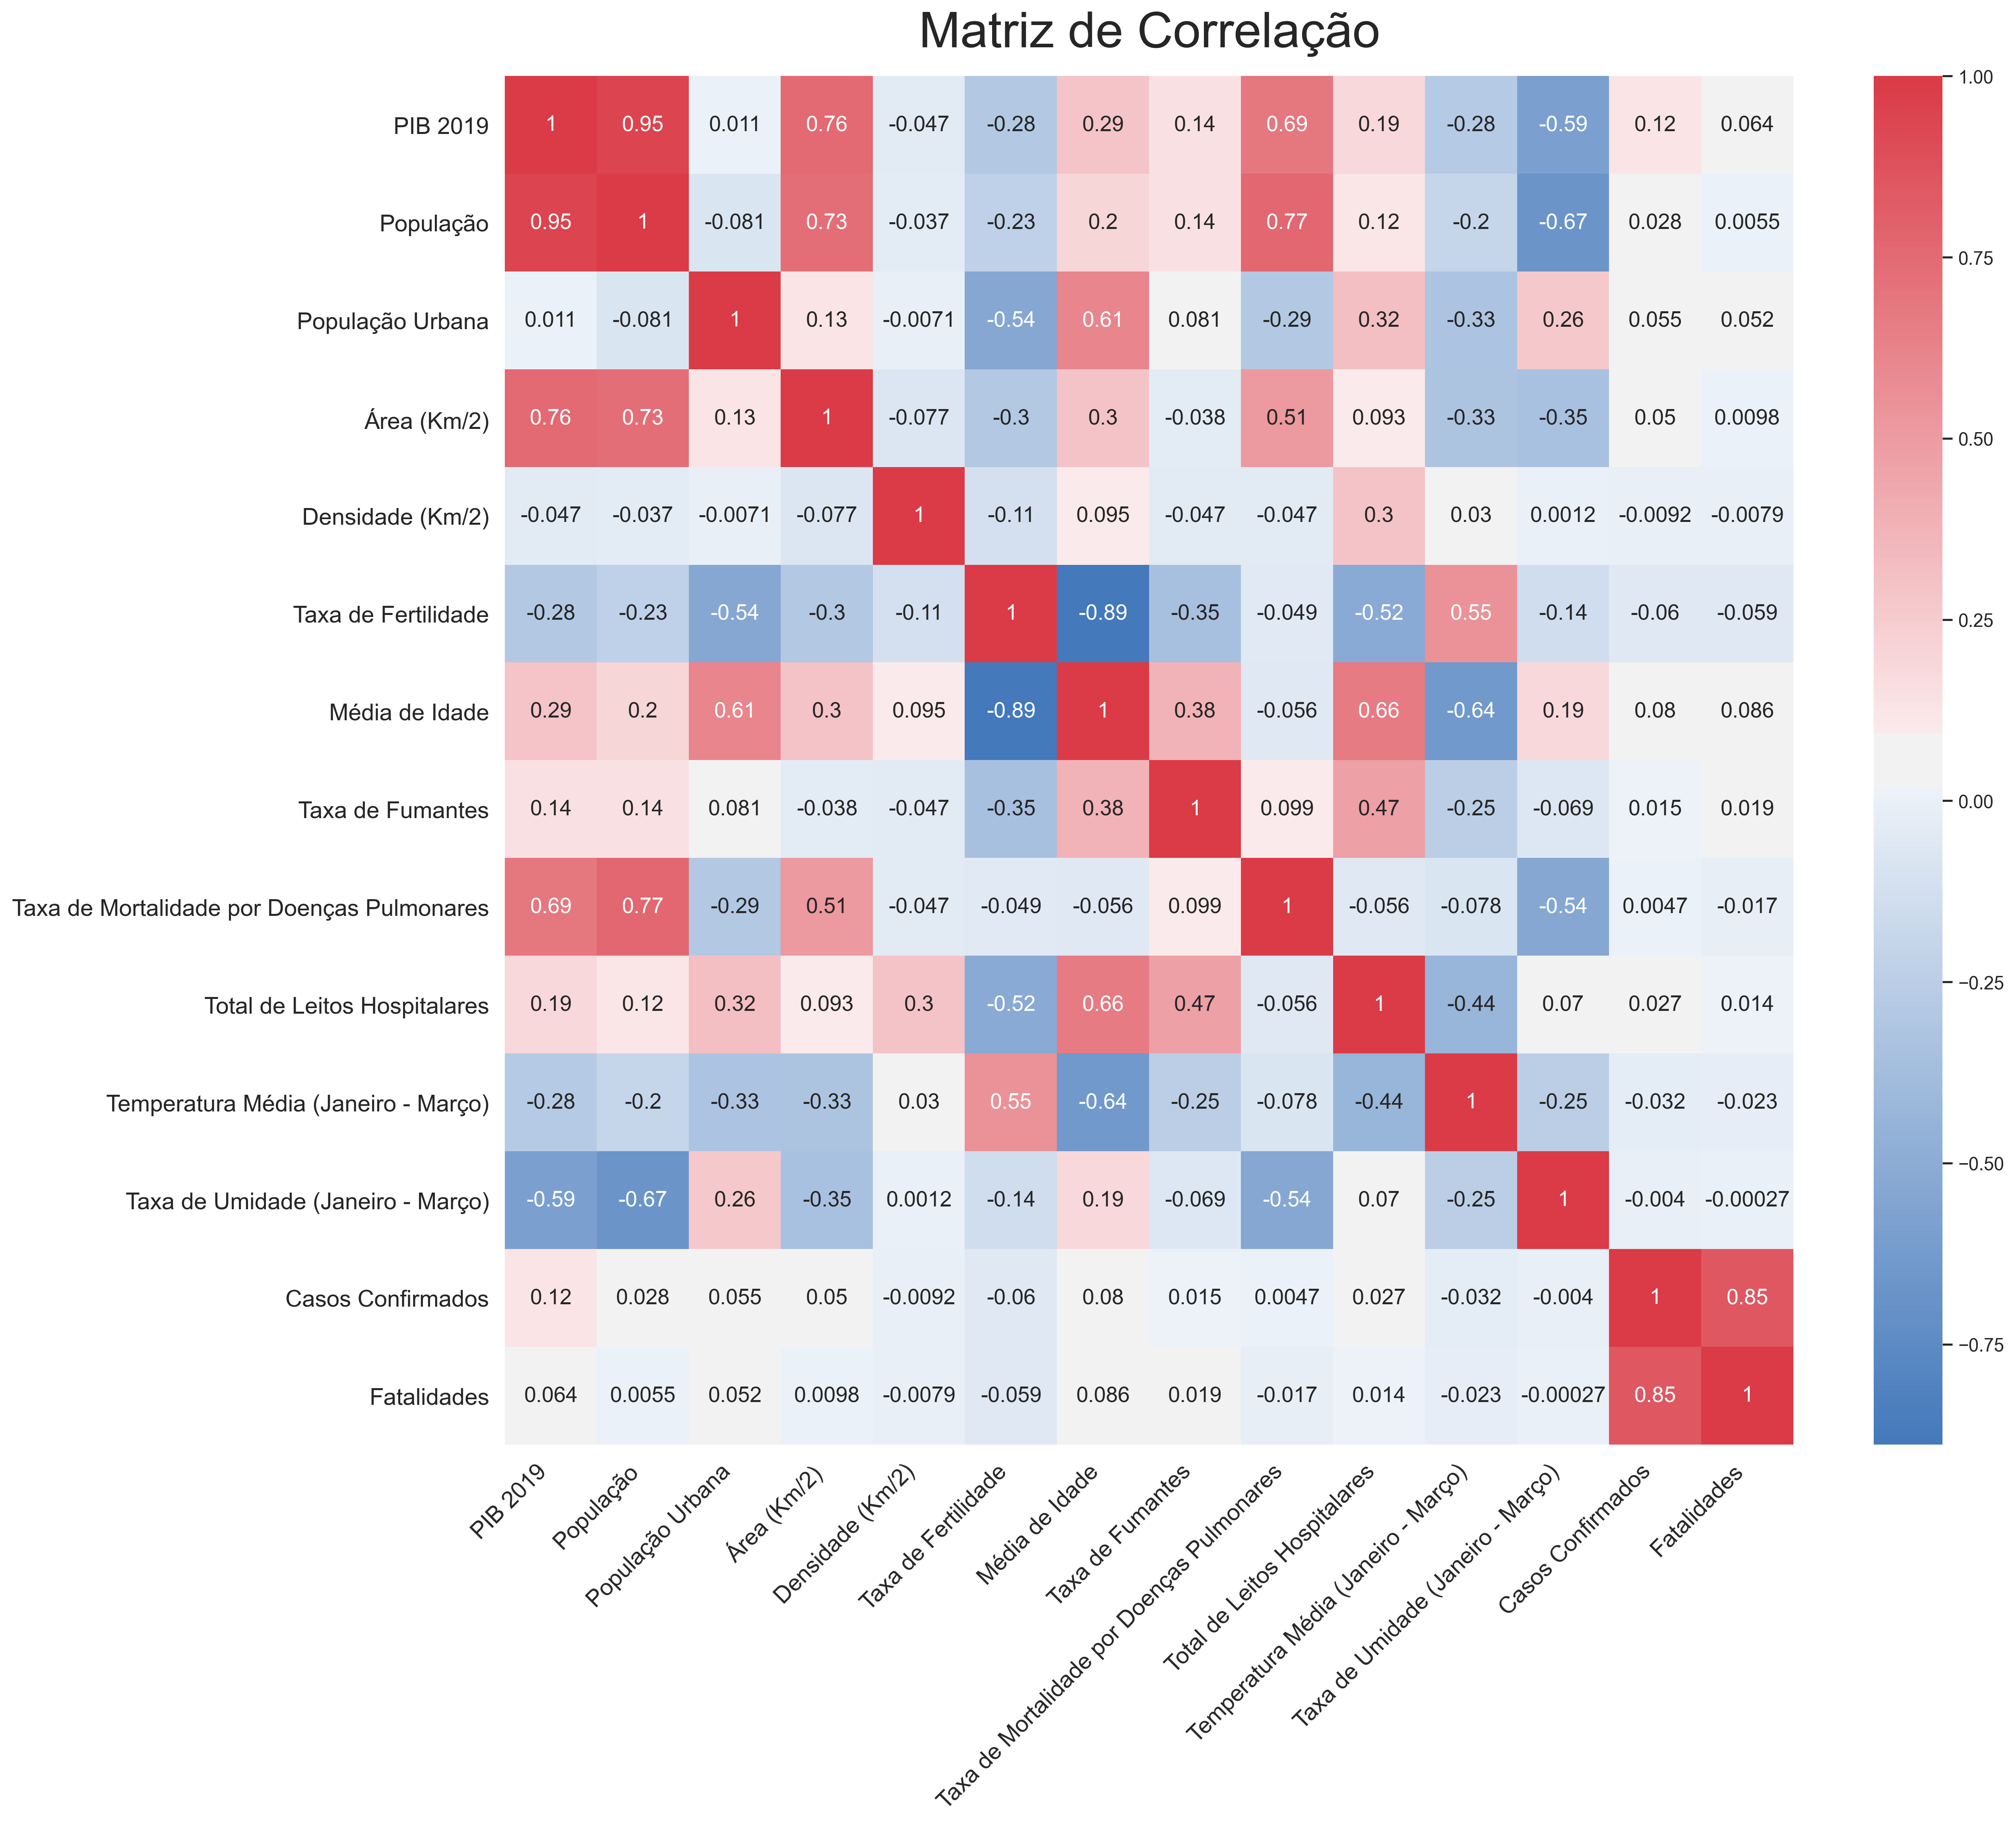 Matriz de Correlação
PIB 2019 1 0.95 0.011 0.76 -0.047 -0.28 0.29 0.14 0.69 0.19 -0.28 -0.59 0.12 0.064
População 0.95 1 -0.081 0.73 -0.037 -0.23 0.2 0.14 0.77 0.12 -0.2 -0.67 0.028 0.0055
População Urbana 0.011 -0.081 1 0.13 -0.0071 -0.54 0.61 0.081 -0.29 0.32 -0.33 0.26 0.055 0.052
Área (Km/2) 0.76 0.73 0.13 1 -0.077 -0.3 0.3 -0.038 0.51 0.093 -0.33 -0.35 0.05 0.0098
Densidade (Km/2) -0.047 -0.037 -0.0071 -0.077 1 -0.11 0.095 -0.047 -0.047 0.3 0.03 0.0012 -0.0092 -0.0079
Taxa de Fertilidade -0.28 -0.23 -0.54 -0.3 -0.11 1 -0.89 -0.35 -0.049 -0.52 0.55 -0.14 -0.06 -0.059
Média de Idade 0.29 0.2 0.61 0.3 0.095 -0.89 1 0.38 -0.056 0.66 -0.64 0.19 0.08 0.086
Taxa de Fumantes 0.14 0.14 0.081 -0.038 -0.047 -0.35 0.38 1 0.099 0.47 -0.25 -0.069 0.015 0.019
Taxa de Mortalidade por Doenças Pulmonares 0.69 0.77 -0.29 0.51 -0.047 -0.049 -0.056 0.099 1 -0.056 -0.078 -0.54 0.0047 -0.017
Total de Leitos Hospitalares 0.19 0.12 0.32 0.093 0.3 -0.52 0.66 0.47 -0.056 1 -0.44 0.07 0.027 0.014
Temperatura Média (Janeiro - Março) -0.28 -0.2 -0.33 -0.33 0.03 0.55 -0.64 -0.25 -0.078 -0.44 1 -0.25 -0.032 -0.023
Taxa de Umidade (Janeiro - Março) -0.59 -0.67 0.26 -0.35 0.0012 -0.14 0.19 -0.069 -0.54 0.07 -0.25 1 -0.004 -0.00027
Casos Confirmados 0.12 0.028 0.055 0.05 -0.0092 -0.06 0.08 0.015 0.0047 0.027 -0.032 -0.004 1 0.85
Fatalidades 0.064 0.0055 0.052 0.0098 -0.0079 -0.059 0.086 0.019 -0.017 0.014 -0.023 -0.00027 0.85 1
PIB 2019
População
População Urbana
Área (Km/2)
Densidade (Km/2)
Taxa de Fertilidade
Média de Idade
Taxa de Fumantes
Taxa de Mortalidade por Doenças Pulmonares
Total de Leitos Hospitalares
Temperatura Média (Janeiro - Março)
Taxa de Umidade (Janeiro - Março)
Casos Confirmados
Fatalidades
1.00
0.75
0.50
0.25
0.00
−0.25
−0.50
−0.75